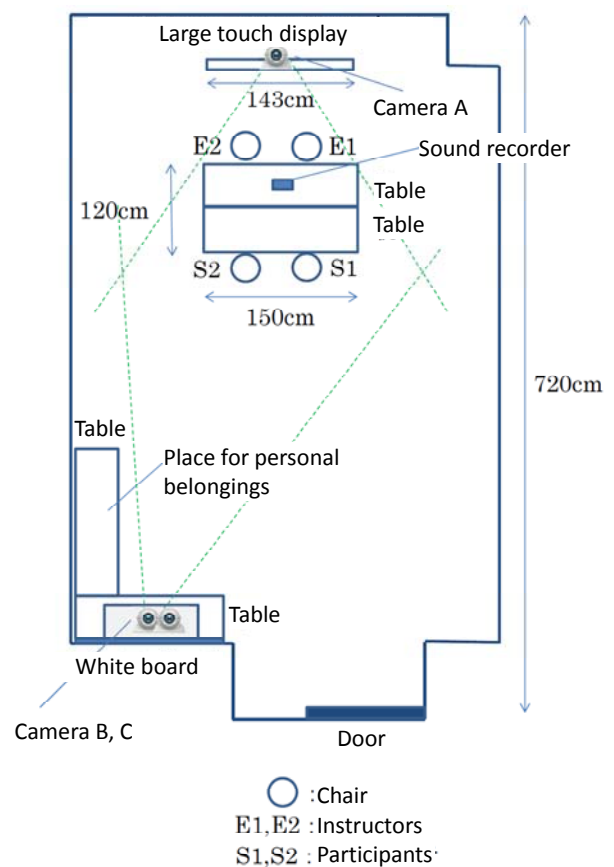 Large touch display
143cm
Camera A
E2
E1
Sound recorder
Table
Table
120cm
S2
S1
150cm
720cm
Table
Place for personal
belongings
Table
White board
Camera B, C
Door
:Chair
E1,E2 : Instructors
S1,S2 : Participants·